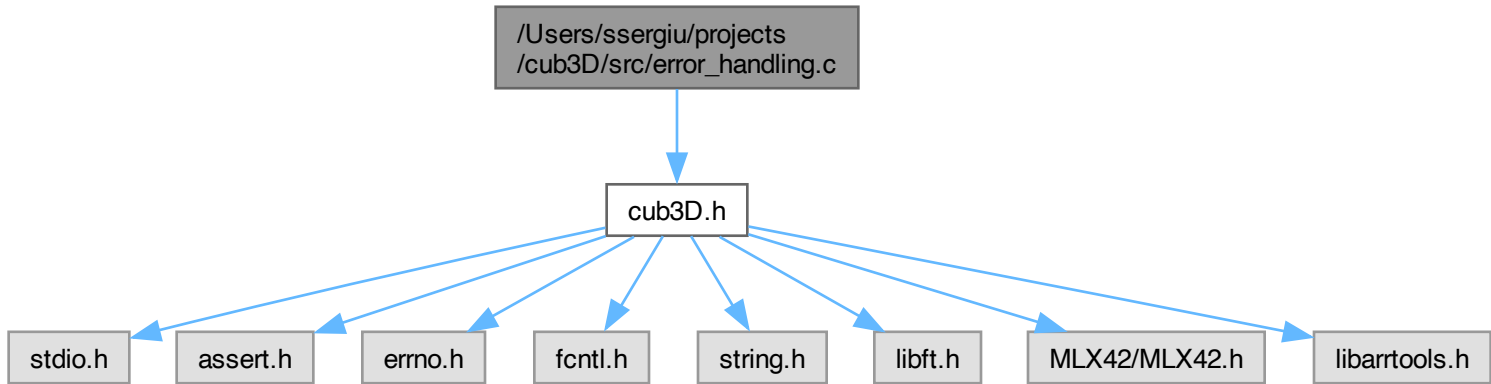 /Users/ssergiu/projects
/cub3D/src/error_handling.c
cub3D.h
stdio.h
assert.h
errno.h
fcntl.h
string.h
libft.h
MLX42/MLX42.h
libarrtools.h